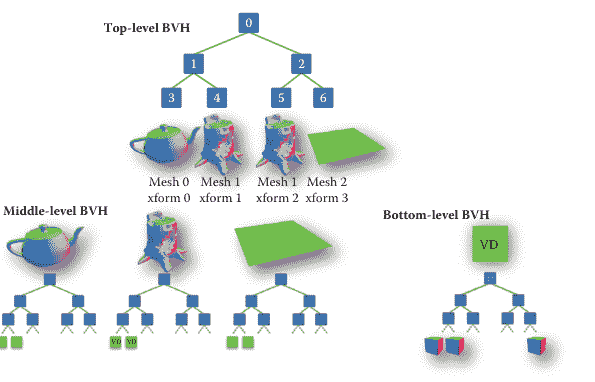 Top-level BVH
0
1 2
3 4 5 6
Mesh 0 Mesh 1 Mesh 1 Mesh 2
xform 0 xform 1 xform 2 xform 3
Middle-level BVH
Bottom-level BVH
VD
VD VD